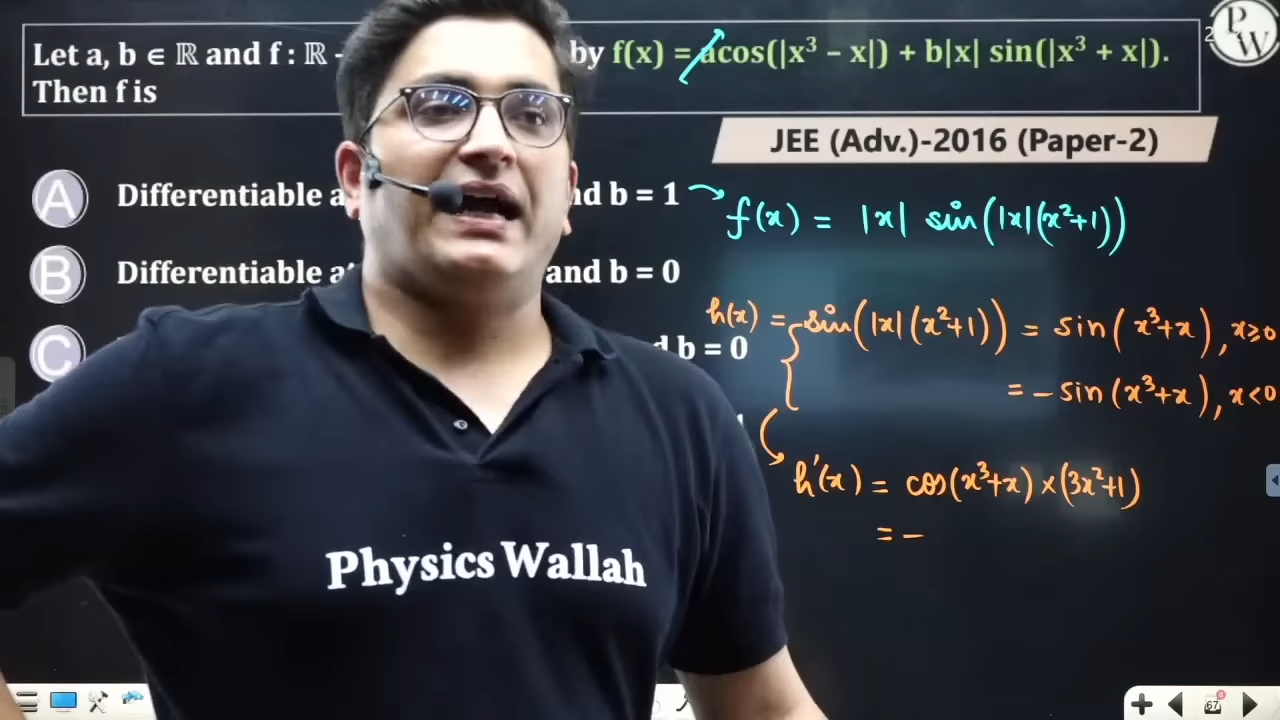 Let a, b ∈ ℝ and f : ℝ - by f(x) = acos(|x³ − x|) + b|x| sin(|x³ + x|).
Then f is
PW
JEE (Adv.)-2016 (Paper-2)
A Differentiable a nd b = 1
f(x) = |x| sin(|x|(x²+1))
B Differentiable at and b = 0
h(x) = sin(|x|(x²+1)) = sin(x³+x), x≥0
C d b = 0
= − sin(x³+x), x<0
h'(x) = cos(x³+x) × (3x²+1)
= −
Physics Wallah
67